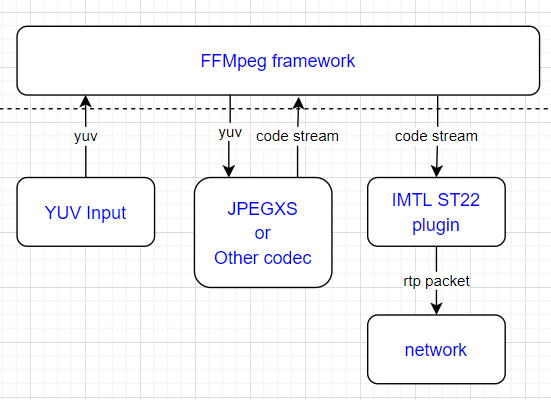 FFMpeg framework
yuv
yuv
code stream
code stream
YUV Input
JPEGXS
or
Other codec
IMTL ST22
plugin
rtp packet
network